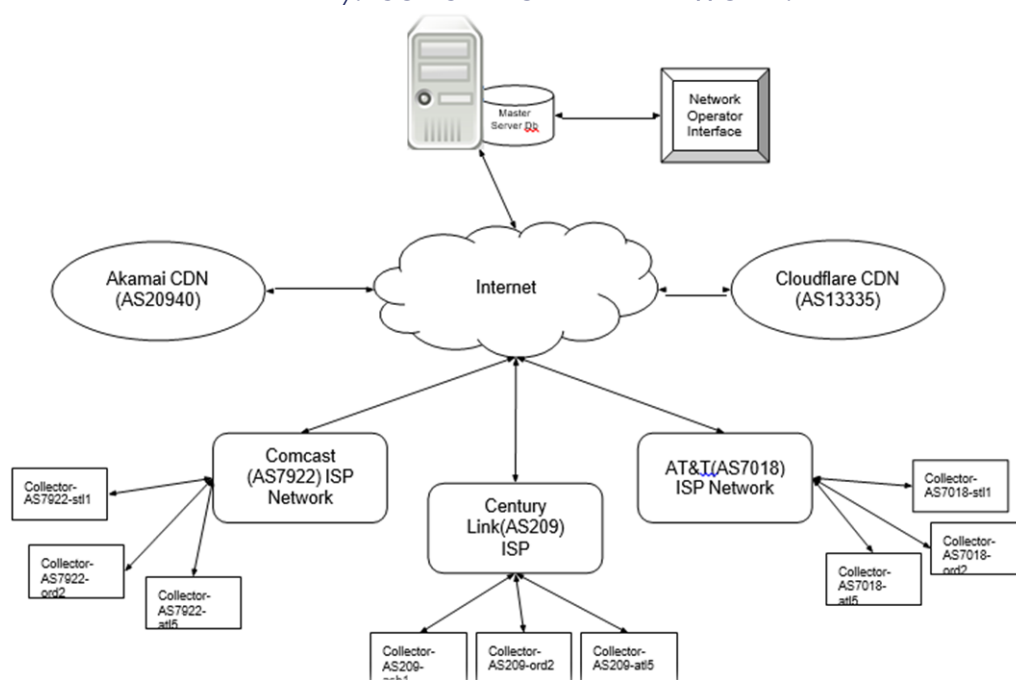 Master
Server Db
Network
Operator
Interface
Akamai CDN
(AS20940)
Internet
Cloudflare CDN
(AS13335)
Comcast
(AS7922) ISP
Network
Century
Link(AS209)
ISP
AT&T(AS7018)
ISP Network
Collector-
AS7922-stl1
Collector-
AS7922-
ord2
Collector-
AS7922-
atl5
Collector-
AS209-
Collector-
AS209-ord2
Collector-
AS209-atl5
Collector-
AS7018-stl1
Collector-
AS7018-
ord2
Collector-
AS7018-
atl5